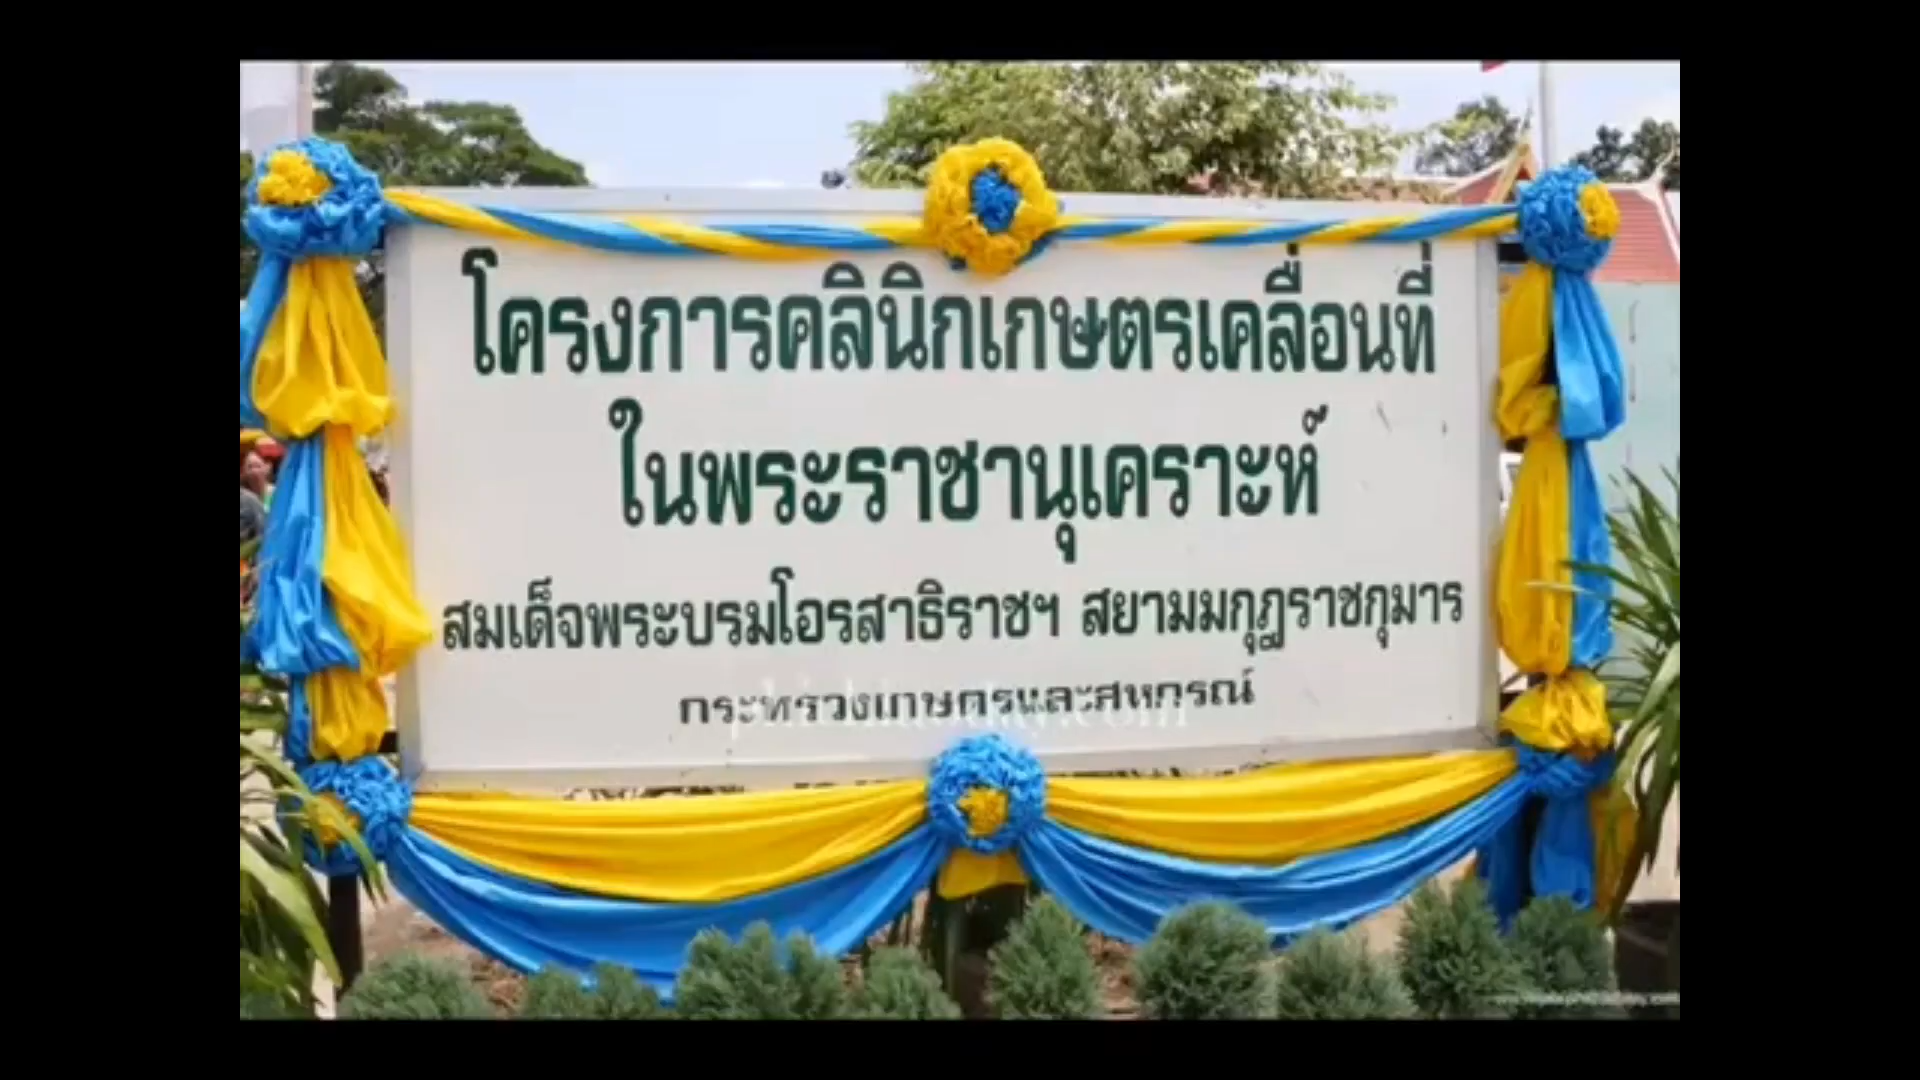 โครงการคลินิกเกษตรเคลื่อนที่
ในพระราชานุเคราะห์
สมเด็จพระบรมโอรสาธิราชฯ สยามมกุฎราชกุมาร
กระทรวงเกษตรและสหกรณ์